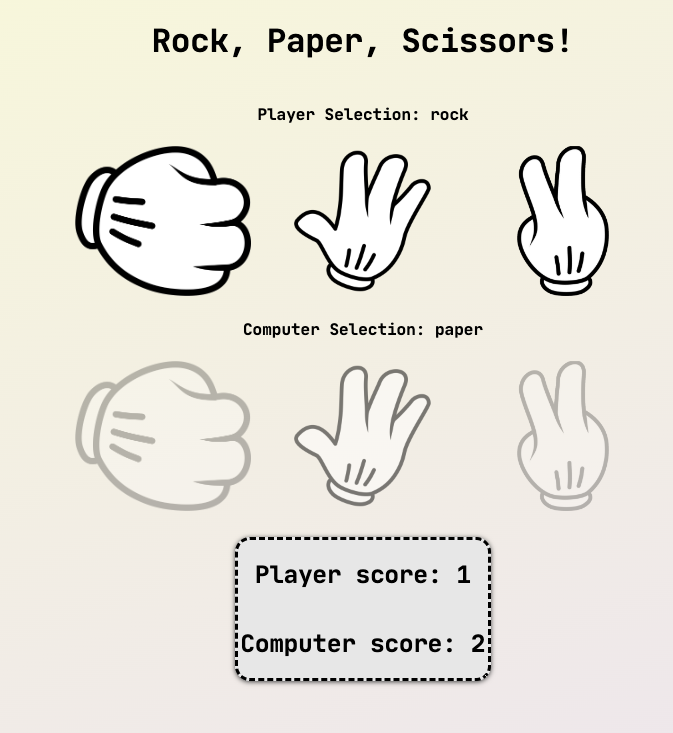 Rock, Paper, Scissors!
Player Selection: rock
Computer Selection: paper
Player score: 1
Computer score: 2